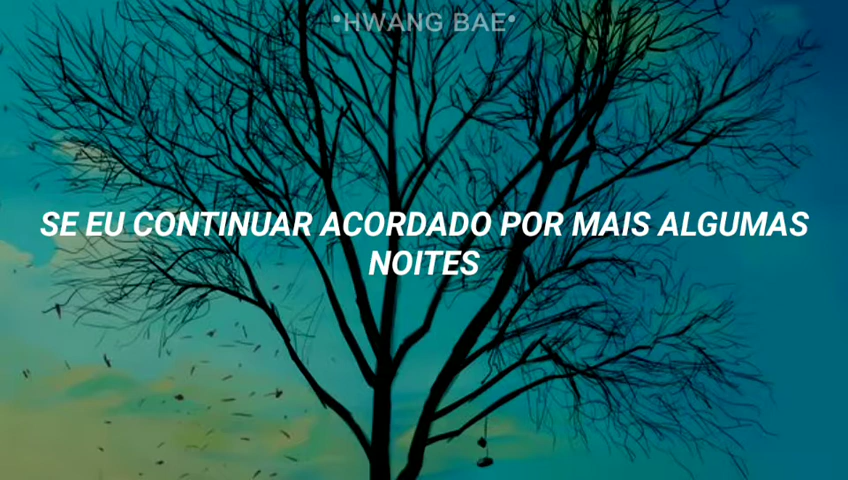 •HWANG BAE•
SE EU CONTINUAR ACORDADO POR MAIS ALGUMAS
NOITES